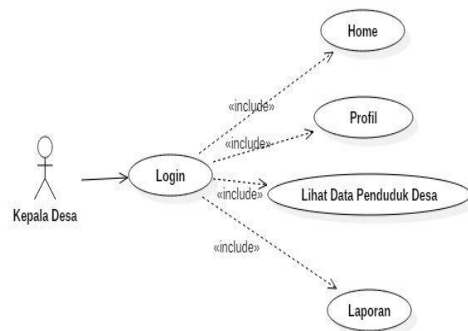 Home
«include»
Profil
«include»
Login
Lihat Data Penduduk Desa
«include»
Kepala Desa
«include»
Laporan